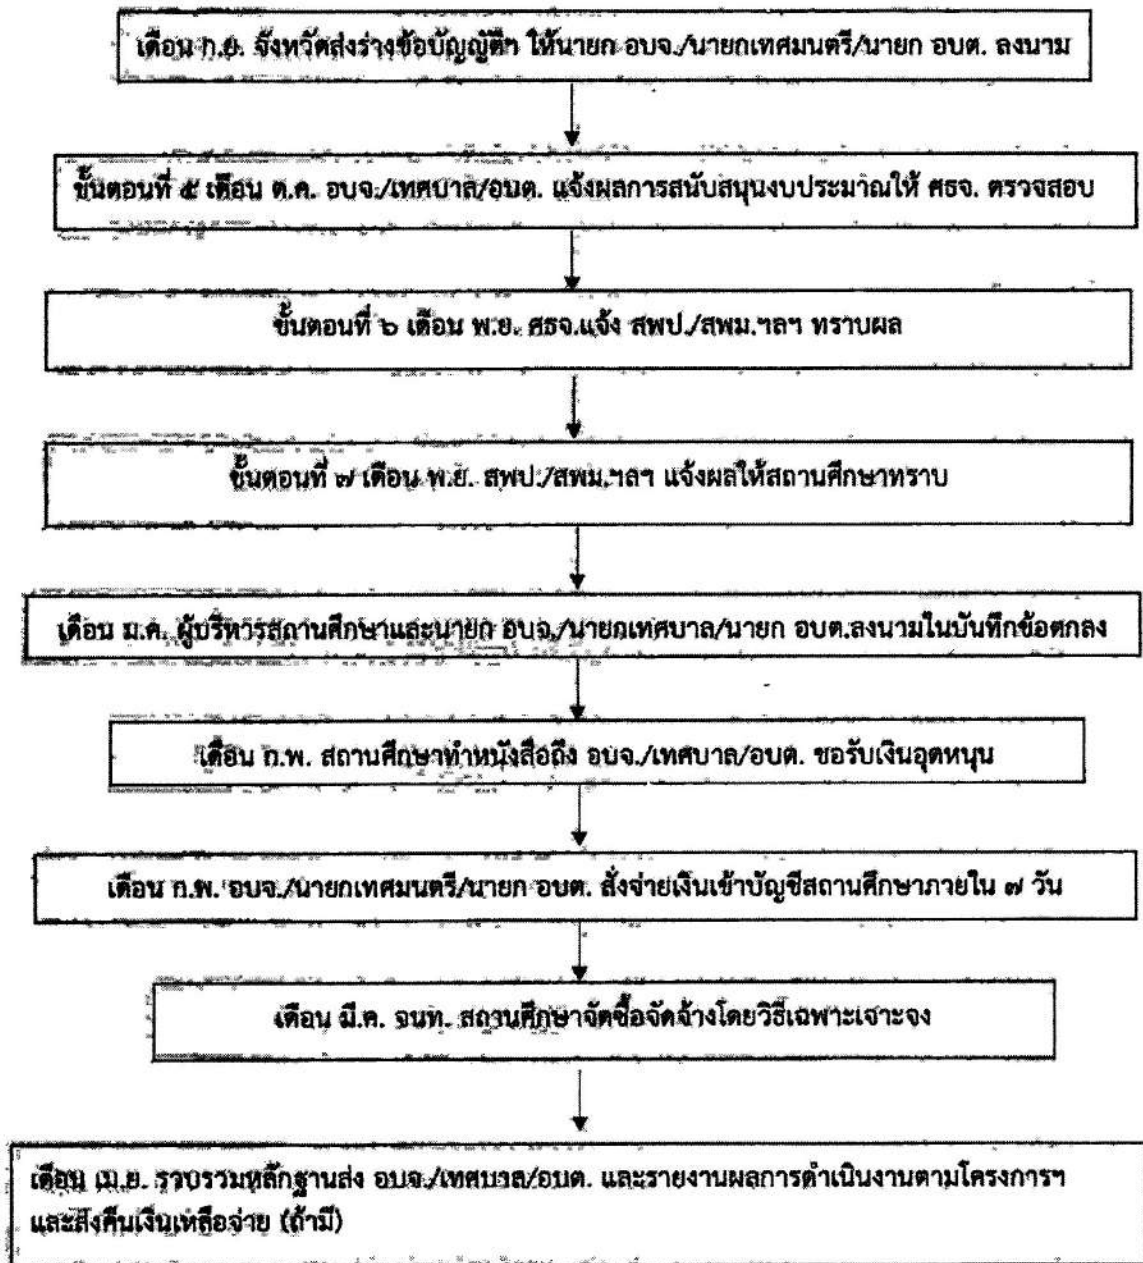 เดือน ก.ย. จังหวัดส่งร่างข้อบัญญัติฯ ให้นายก อบจ./นายกเทศมนตรี/นายก อบต. ลงนาม
ขั้นตอนที่ ๕ เดือน ต.ค. อบจ./เทศบาล/อบต. แจ้งผลการสนับสนุนงบประมาณให้ ศธจ. ตรวจสอบ
ขั้นตอนที่ ๖ เดือน พ.ย. ศธจ.แจ้ง สพป./สพม.ฯลฯ ทราบผล
ขั้นตอนที่ ๗ เดือน พ.ย. สพป./สพม.ฯลฯ แจ้งผลให้สถานศึกษาทราบ
เดือน ม.ค. ผู้บริหารสถานศึกษาและนายก อบจ./นายกเทศบาล/นายก อบต.ลงนามในบันทึกข้อตกลง
เดือน ก.พ. สถานศึกษาทำหนังสือถึง อบจ./เทศบาล/อบต. ขอรับเงินอุดหนุน
เดือน ก.พ. อบจ./นายกเทศมนตรี/นายก อบต. สั่งจ่ายเงินเข้าบัญชีสถานศึกษาภายใน ๗ วัน
เดือน มี.ค. จนท. สถานศึกษาจัดซื้อจัดจ้างโดยวิธีเฉพาะเจาะจง
เดือน เม.ย. รวบรวมหลักฐานส่ง อบจ./เทศบาล/อบต. และรายงานผลการดำเนินงานตามโครงการฯ
และส่งคืนเงินเหลือจ่าย (ถ้ามี)